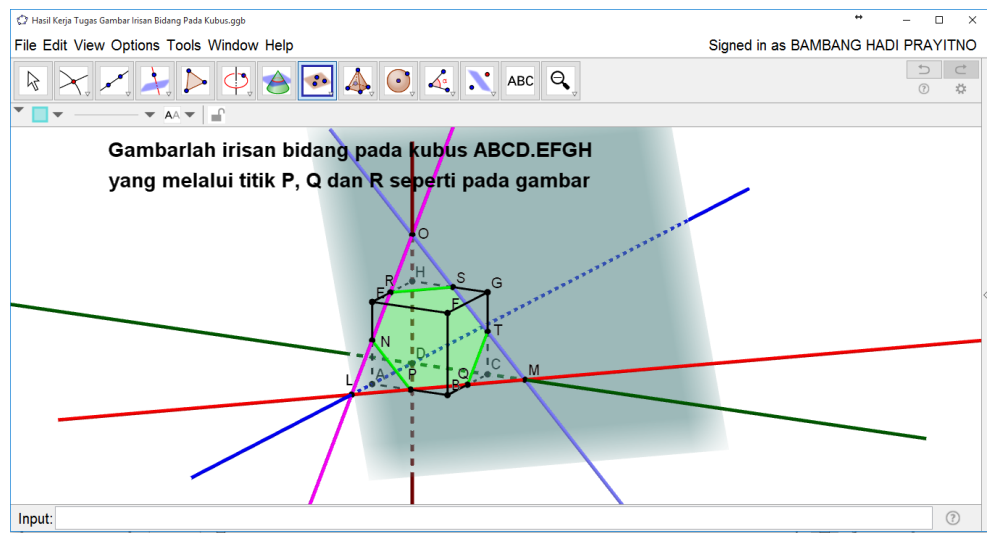 Hasil Kerja Tugas Gambar Irisan Bidang Pada Kubus.ggb
File Edit View Options Tools Window Help
Signed in as BAMBANG HADI PRAYITNO
ABC
AA
Gambarlah irisan bidang pada kubus ABCD.EFGH
yang melalui titik P, Q dan R seperti pada gambar
O
H
R
S
G
E
F
T
N
D
C
L
A
P
Q
M
B
Input: